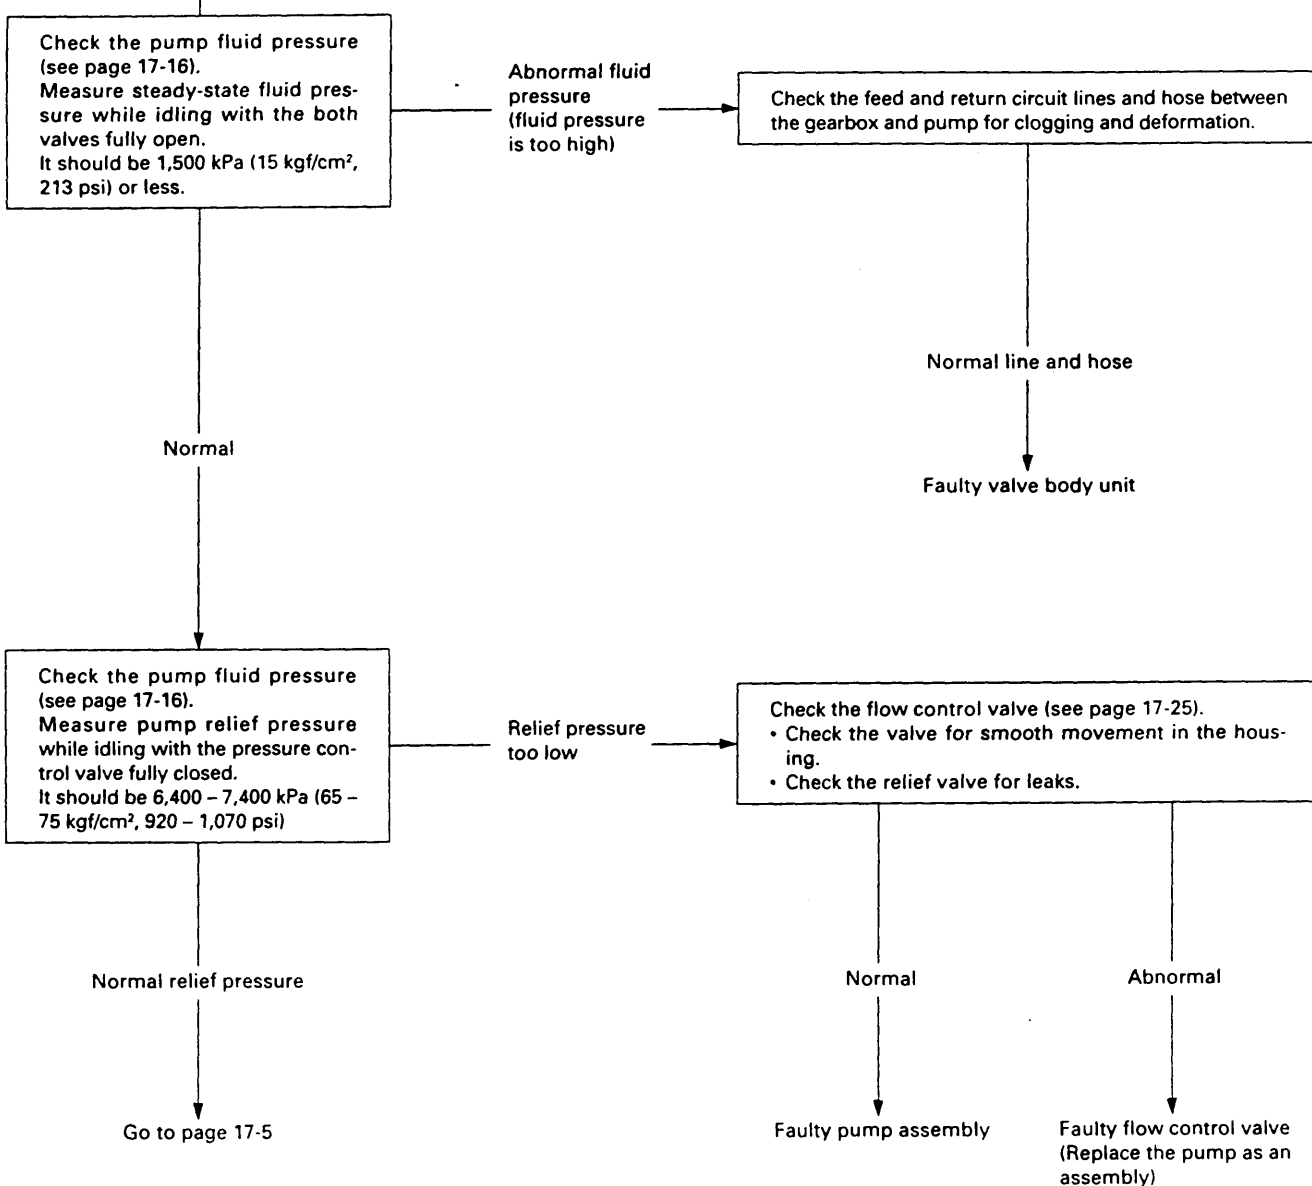 Check the pump fluid pressure
(see page 17-16).
Measure steady-state fluid pres-
sure while idling with the both
valves fully open.
It should be 1,500 kPa (15 kgf/cm², 
213 psi) or less.
Abnormal fluid
pressure
(fluid pressure
is too high)
Check the feed and return circuit lines and hose between
the gearbox and pump for clogging and deformation.
Normal line and hose
Faulty valve body unit
Normal
Check the pump fluid pressure
(see page 17-16).
Measure pump relief pressure
while idling with the pressure con-
trol valve fully closed.
It should be 6,400 – 7,400 kPa (65 –
75 kgf/cm², 920 – 1,070 psi)
Relief pressure
too low
Check the flow control valve (see page 17-25).
• Check the valve for smooth movement in the hous-
ing.
• Check the relief valve for leaks.
Normal relief pressure
Normal
Abnormal
Go to page 17-5
Faulty pump assembly
Faulty flow control valve
(Replace the pump as an
assembly)